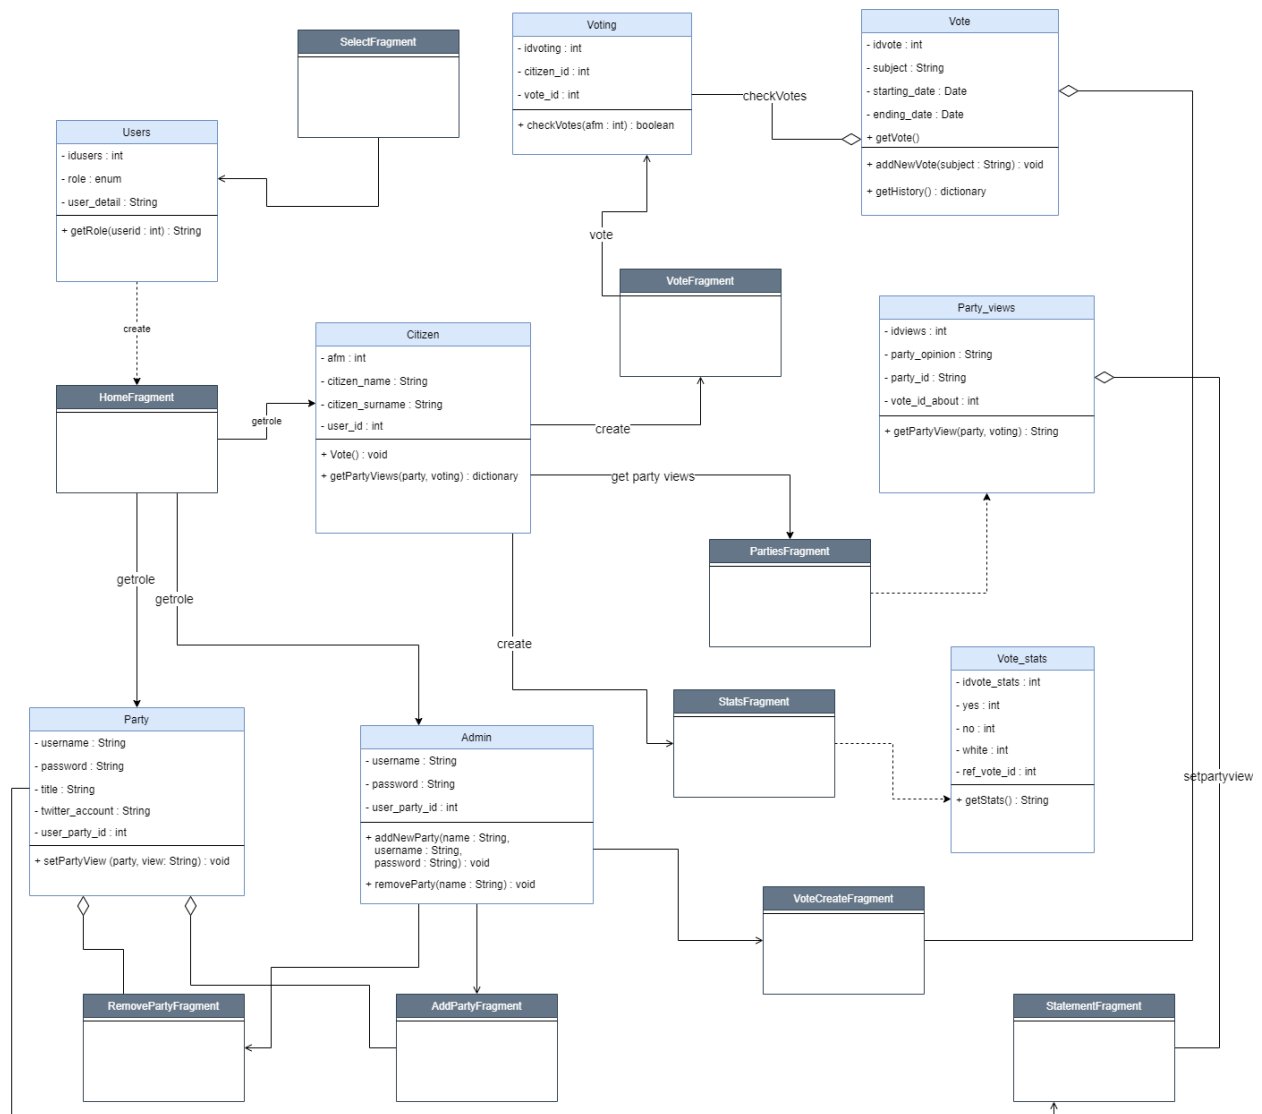 SelectFragment
Voting
- idvoting : int
- citizen_id : int
- vote_id : int
+ checkVotes(afm : int) : boolean
checkVotes
Vote
- idvote : int
- subject : String
- starting_date : Date
- ending_date : Date
+ getVote()
+ addNewVote(subject : String) : void
+ getHistory() : dictionary
Users
- idusers : int
- role : enum
- user_detail : String
+ getRole(userid : int) : String
create
vote
VoteFragment
Party_views
- idviews : int
- party_opinion : String
- party_id : String
- vote_id_about : int
+ getPartyView(party, voting) : String
HomeFragment
getrole
Citizen
- afm : int
- citizen_name : String
- citizen_surname : String
- user_id : int
+ Vote() : void
+ getPartyViews(party, voting) : dictionary
create
get party views
PartiesFragment
getrole
getrole
create
StatsFragment
Vote_stats
- idvote_stats : int
- yes : int
- no : int
- white : int
- ref_vote_id : int
+ getStats() : String
setpartyview
Party
- username : String
- password : String
- title : String
- twitter_account : String
- user_party_id : int
+ setPartyView (party, view: String) : void
Admin
- username : String
- password : String
- user_party_id : int
+ addNewParty(name : String,
username : String,
password : String) : void
+ removeParty(name : String) : void
VoteCreateFragment
RemovePartyFragment
AddPartyFragment
StatementFragment